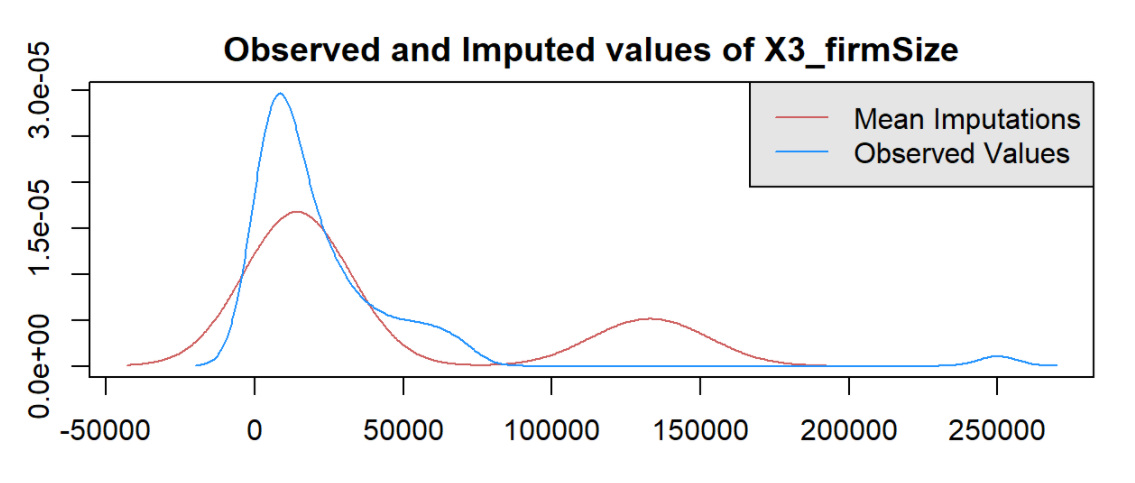 Observed and Imputed values of X3_firmSize
3.0e-05
1.5e-05
0.0e+00
Mean Imputations
Observed Values
-50000 0 50000 100000 150000 200000 250000